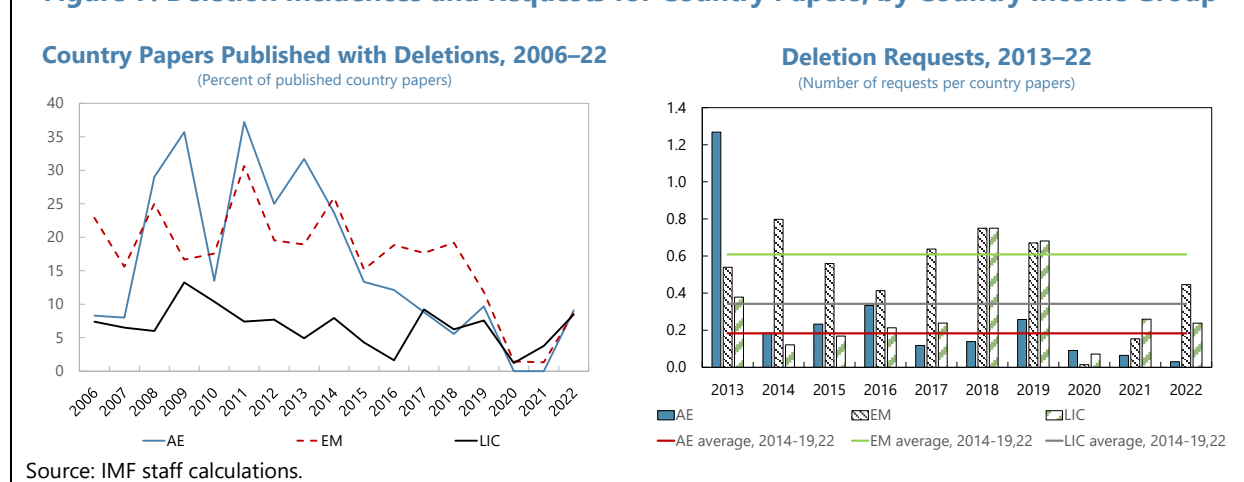 Country Papers Published with Deletions, 2006–22
(Percent of published country papers)
40
35
30
25
20
15
10
5
0
2006 2007 2008 2009 2010 2011 2012 2013 2014 2015 2016 2017 2018 2019 2020 2021 2022
AE EM LIC
Deletion Requests, 2013–22
(Number of requests per country papers)
1.4
1.2
1.0
0.8
0.6
0.4
0.2
0.0
2013 2014 2015 2016 2017 2018 2019 2020 2021 2022
AE EM LIC
AE average, 2014-19,22 EM average, 2014-19,22 LIC average, 2014-19,22
Source: IMF staff calculations.